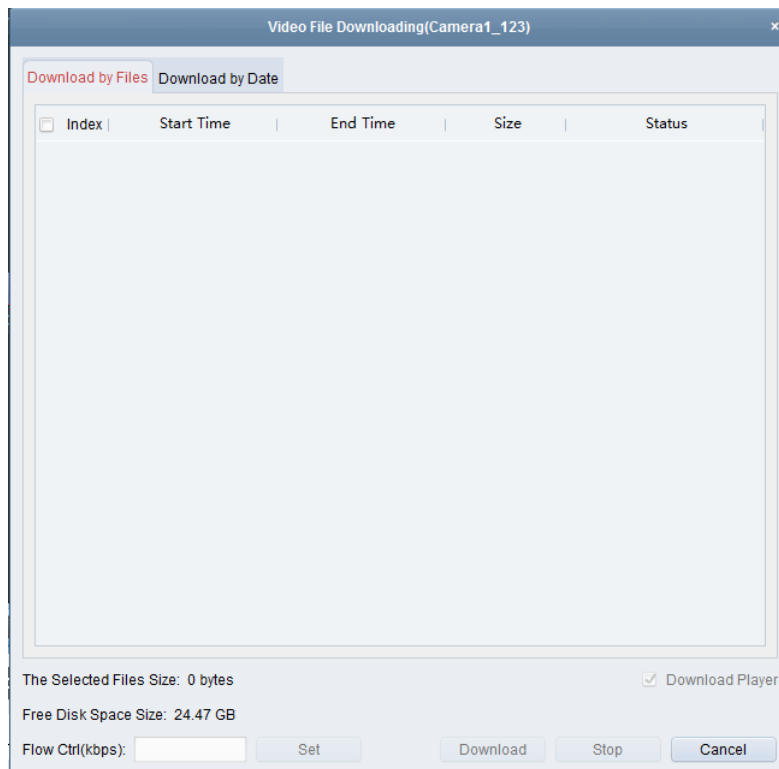 Video File Downloading(Camera1_123) ×
Download by Files Download by Date
Index Start Time End Time Size Status
The Selected Files Size: 0 bytes Download Player
Free Disk Space Size: 24.47 GB
Flow Ctrl(kbps): Set Download Stop Cancel